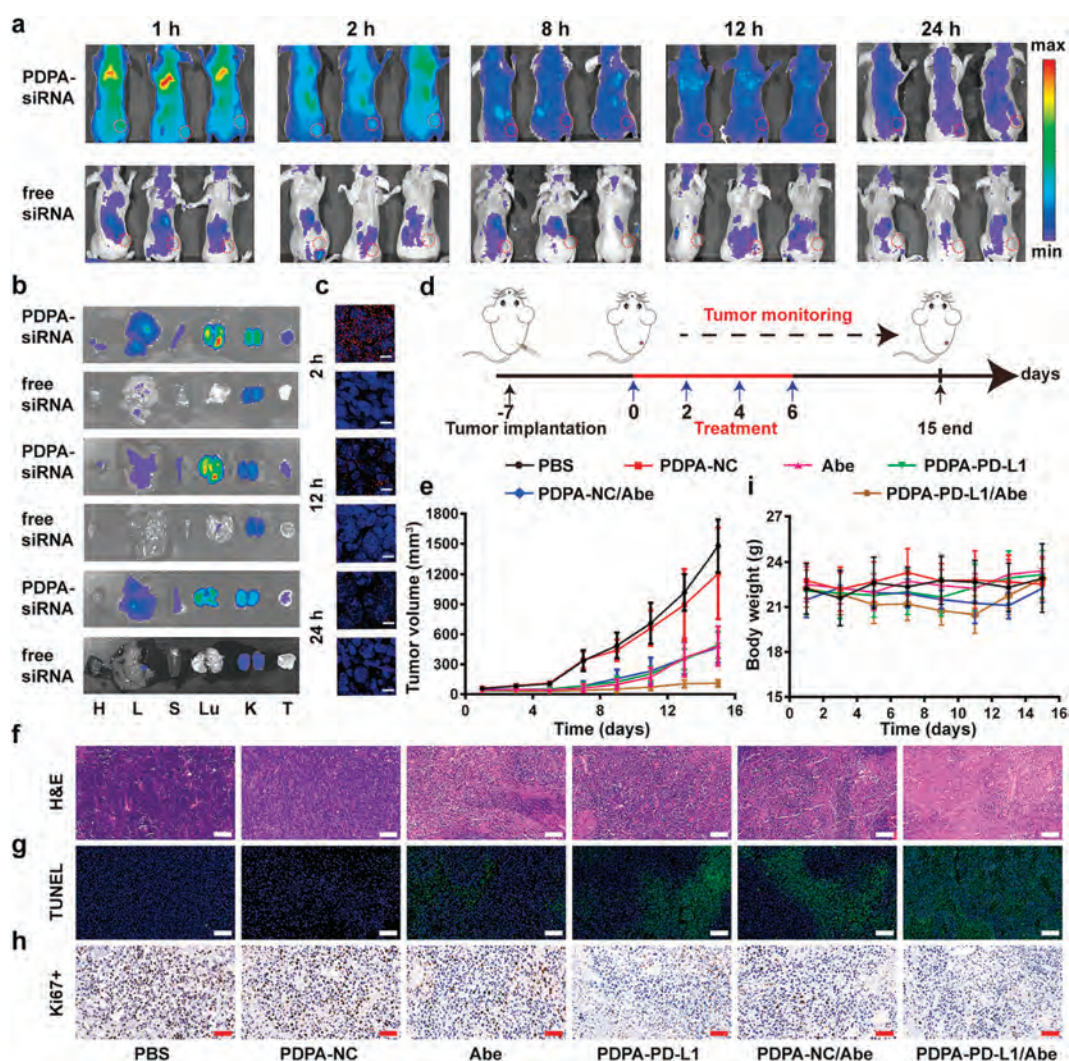 a
1 h
2 h
8 h
12 h
24 h
PDPA-
siRNA
free
siRNA
max
min
b
PDPA-
siRNA
free
siRNA
PDPA-
siRNA
free
siRNA
PDPA-
siRNA
free
siRNA
H
L
S
Lu
K
T
c
2 h
12 h
24 h
d
Tumor monitoring
days
-7
0
2
4
6
Tumor implantation
Treatment
15 end
PBS
PDPA-NC
Abe
PDPA-PD-L1
PDPA-NC/Abe
PDPA-PD-L1/Abe
e
Tumor volume (mm³)
1800
1500
1200
900
600
300
0
0
2
4
6
8
10
12
14
16
Time (days)
i
Body weight (g)
27
24
21
18
15
0
2
4
6
8
10
12
14
16
Time (days)
f
H&E
g
TUNEL
h
Ki67+
PBS
PDPA-NC
Abe
PDPA-PD-L1
PDPA-NC/Abe
PDPA-PD-L1/Abe